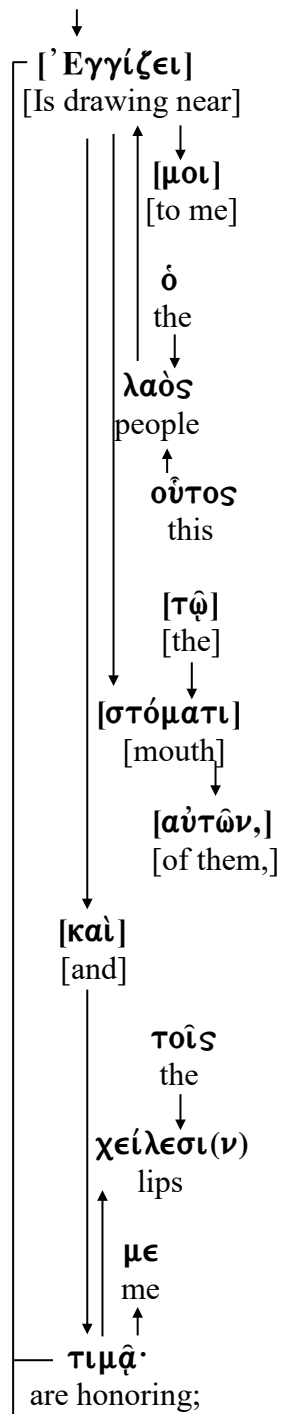 [᾿Εγγίζει]
[Is drawing near]
[μοι]
[to me]
ὁ
the
λαὸς
people
οὗτος
this
[τῷ]
[the]
[στόματι]
[mouth]
[αὐτῶν,]
[of them,]
[καὶ]
[and]
τοῖς
the
χείλεσι(ν)
lips
με
me
τιμᾷ·
are honoring;